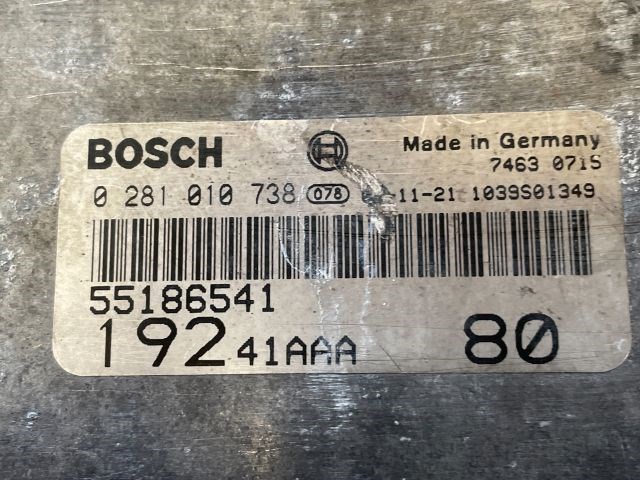 BOSCH
Made in Germany
7463 0715
0 281 010 738 078 11-21 1039S01349
55186541
192 41AAA 80